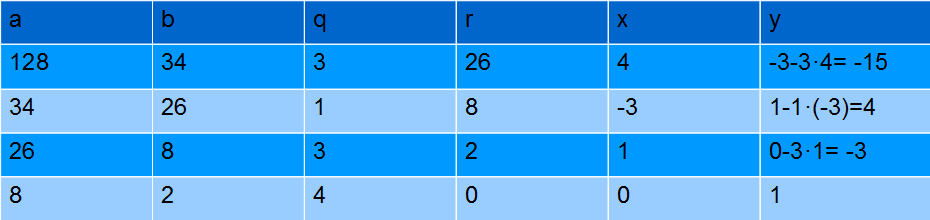 a b q r x y
128 34 3 26 4 -3-3·4= -15
34 26 1 8 -3 1-1·(-3)=4
26 8 3 2 1 0-3·1= -3
8 2 4 0 0 1